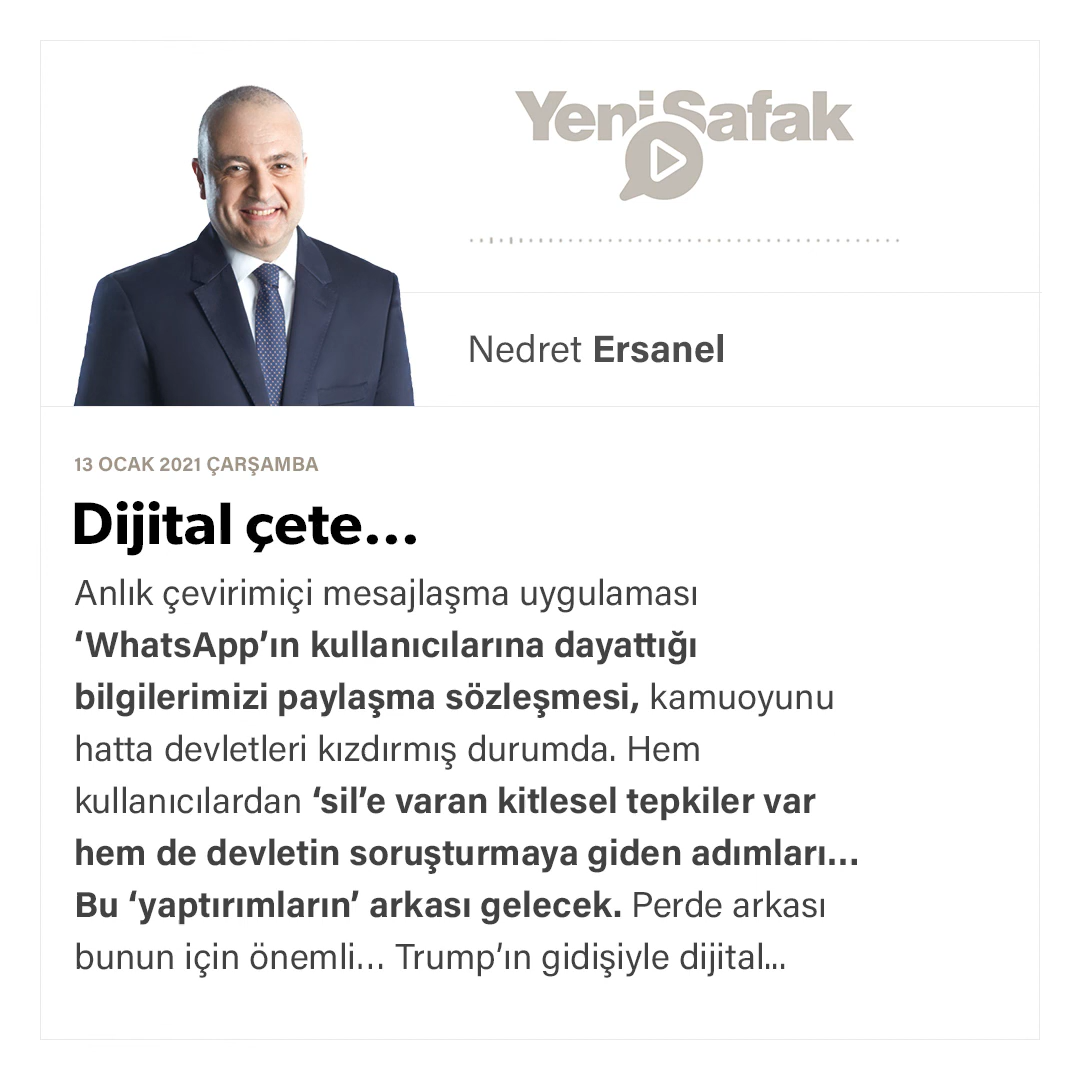 YeniŞafak
Nedret Ersanel
13 OCAK 2021 ÇARŞAMBA
Dijital çete...
Anlık çevirimiçi mesajlaşma uygulaması
‘WhatsApp’ın kullanıcılarına dayattığı
bilgilerimizi paylaşma sözleşmesi, kamuoyunu
hatta devletleri kızdırmış durumda. Hem
kullanıcılardan ‘sil’e varan kitlesel tepkiler var
hem de devletin soruşturmaya giden adımları...
Bu ‘yaptırımların’ arkası gelecek. Perde arkası
bunun için önemli... Trump’ın gidişiyle dijital...